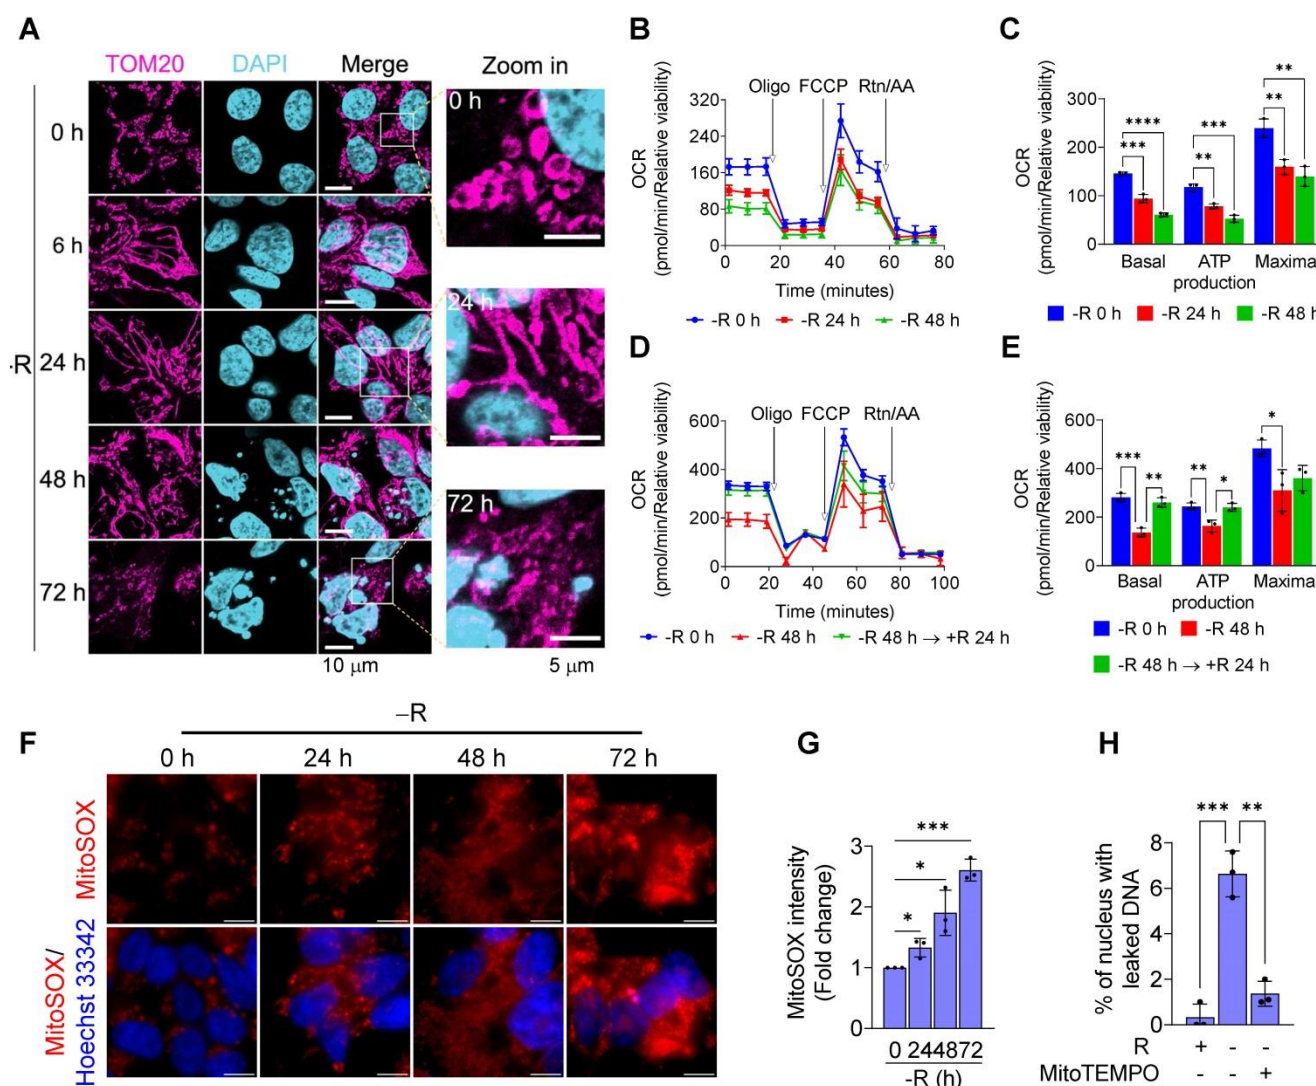 A
TOM20 DAPI Merge Zoom in
0 h
6 h
24 h
48 h
72 h
-R
0 h
24 h
72 h
10 μm
5 μm
B
Oligo FCCP Rtn/AA
OCR
(pmol/min/Relative viability)
320
240
160
80
0
0 20 40 60 80
Time (minutes)
-R 0 h -R 24 h -R 48 h
C
OCR
(pmol/min/Relative viability)
300
200
100
0
*** **** ** *** ** **
Basal ATP Maxima
production
-R 0 h -R 24 h -R 48 h
D
Oligo FCCP Rtn/AA
OCR
(pmol/min/Relative viability)
600
400
200
0
0 20 40 60 80 100
Time (minutes)
-R 0 h -R 48 h -R 48 h → +R 24 h
E
OCR
(pmol/min/Relative viability)
600
400
200
0
*** ** ** * *
Basal ATP Maxima
production
-R 0 h -R 48 h
-R 48 h → +R 24 h
F
–R
0 h 24 h 48 h 72 h
MitoSOX
MitoSOX/
Hoechst 33342
G
MitoSOX intensity
(Fold change)
3
2
1
0
***
*
*
0 244872
-R (h)
H
% of nucleus with
leaked DNA
8
6
4
2
0
*** **
R + - -
MitoTEMPO - - +